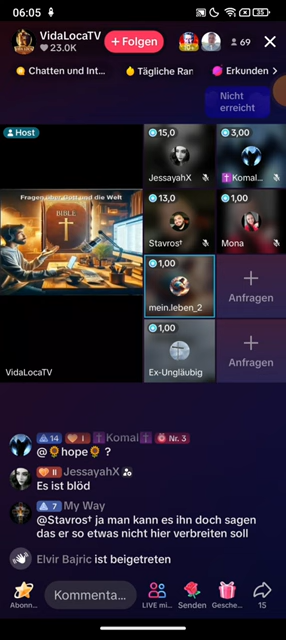 06:05
35
VidaLocaTV
23.0K
+ Folgen
69
Chatten und Int...
Tägliche Ran
Erkunden
Nicht
erreicht
Host
15,0
JessayahX
3,00
Komal...
Fragen über Gott und die Welt
BIBLE
13,0
Stavros†
1,00
Mona
1,00
mein.leben_2
Anfragen
VidaLocaTV
1,00
Ex-Ungläubig
Anfragen
14
I
✝️Komal✝️
Nr. 3
@🌻hope🌻 ?
II
JessayahX
Es ist blöd
7
My Way
@Stavros† ja man kann es ihn doch sagen
das er so etwas nicht hier verbreiten soll
Elvir Bajric ist beigetreten
Abonn...
Kommenta...
LIVE mi...
Senden
Gesche...
15